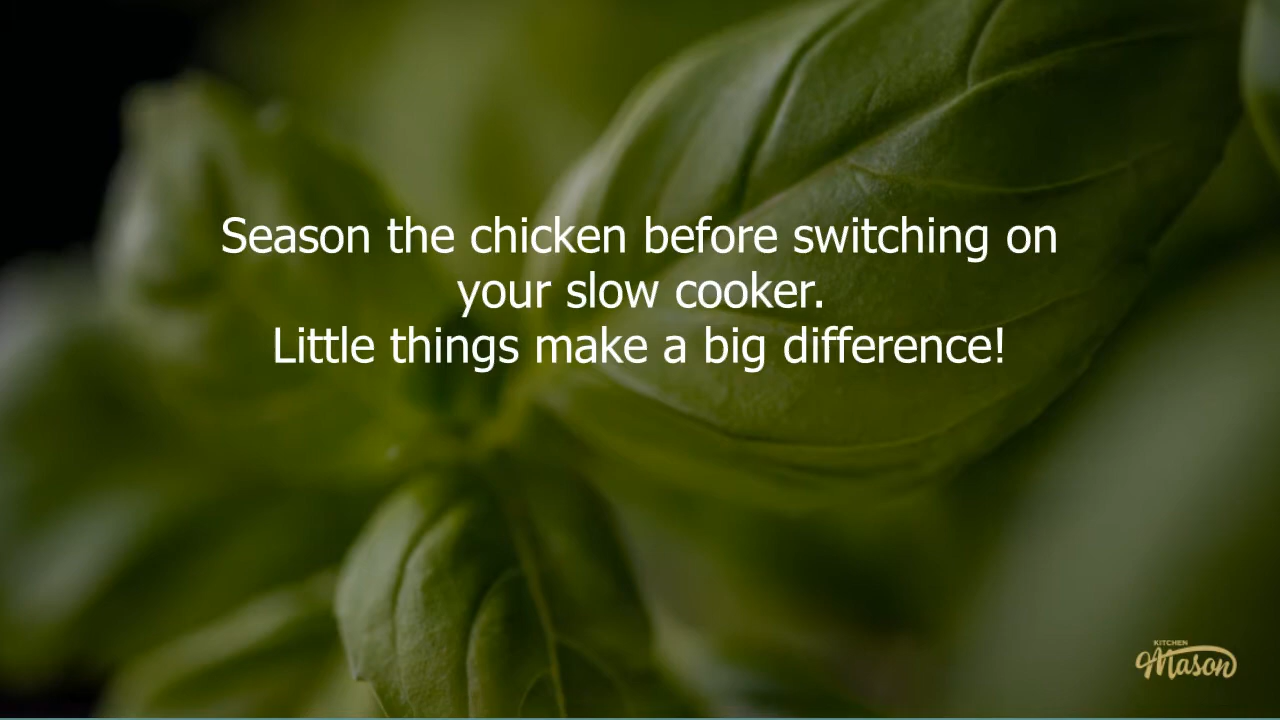 Season the chicken before switching on
your slow cooker.
Little things make a big difference!
KITCHEN
Mason